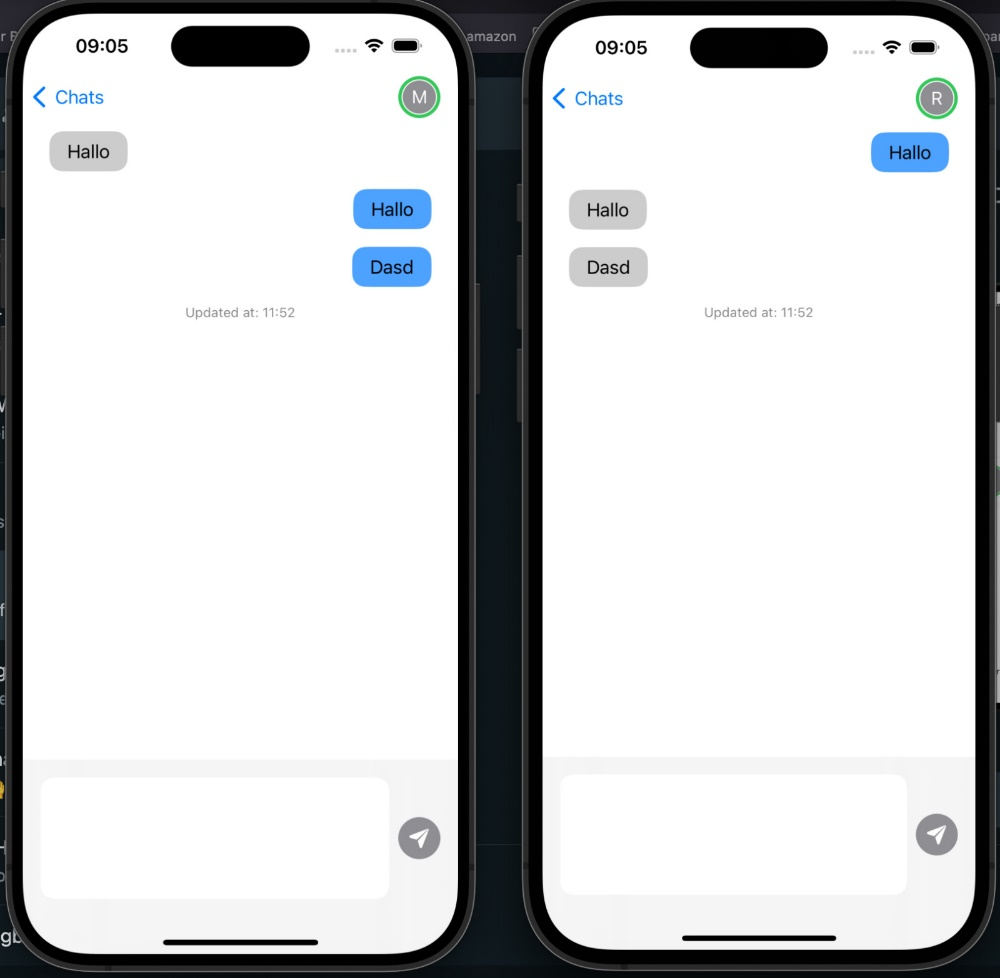 amazon
09:05
Chats
M
Hallo
Hallo
Dasd
Updated at: 11:52
09:05
Chats
R
Hallo
Hallo
Dasd
Updated at: 11:52